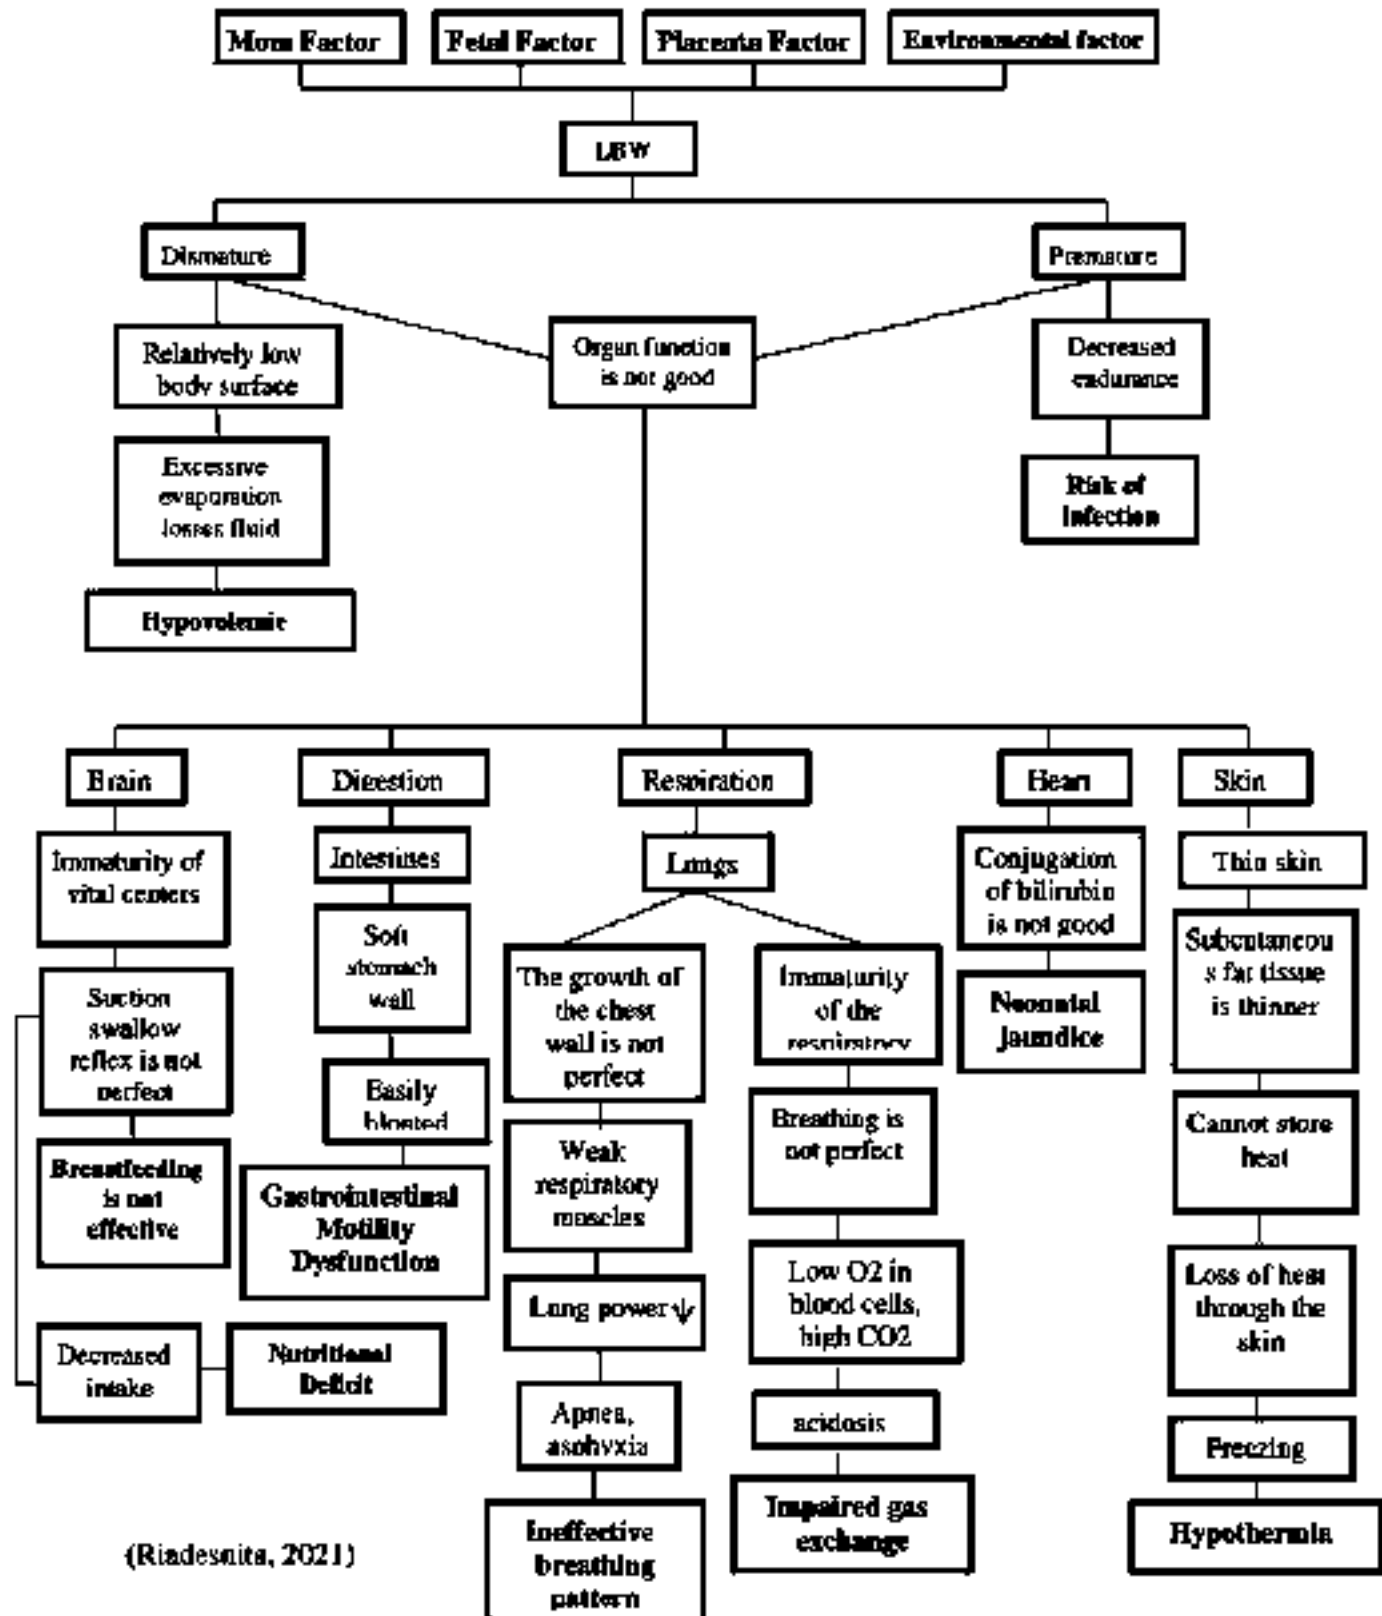 Mom Factor
Fetal Factor
Placenta Factor
Environmental factor
LBW
Dismature
Premature
Relatively low
body surface
Organ function
is not good
Decreased
endurance
Excessive
evaporation
losses fluid
Risk of
Infection
Hypovolemic
Brain
Digestion
Respiration
Heart
Skin
Immaturity of
vital centers
Intestines
Lungs
Conjugation
of bilirubin
is not good
Thin skin
Suction
swallow
reflex is not
perfect
Soft
stomach
wall
The growth of
the chest
wall is not
perfect
Immaturity
of the
respiratory
Neonatal
Jaundice
Subcutaneou
s fat tissue
is thinner
Easily
bloated
Breastfeeding
is not
effective
Gastrointestinal
Motility
Dysfunction
Weak
respiratory
muscles
Breathing is
not perfect
Cannot store
heat
Lung power ↓
Low O2 in
blood cells,
high CO2
Loss of heat
through the
skin
Decreased
intake
Nutritional
Deficit
Apnea,
asphyxia
acidosis
Freezing
Ineffective
breathing
pattern
Impaired gas
exchange
Hypothermia
(Riadesnita, 2021)